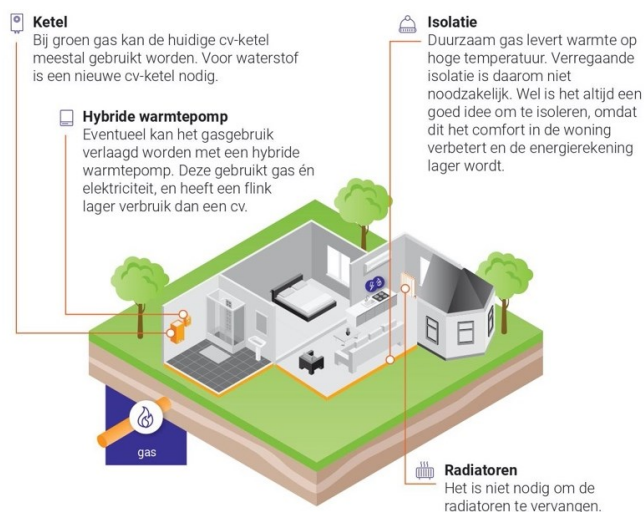 Ketel
Bij groen gas kan de huidige cv-ketel
meestal gebruikt worden. Voor waterstof
is een nieuwe cv-ketel nodig.
Hybride warmtepomp
Eventueel kan het gasgebruik
verlaagd worden met een hybride
warmtepomp. Deze gebruikt gas én
elektriciteit, en heeft een flink
lager verbruik dan een cv.
Isolatie
Duurzaam gas levert warmte op
hoge temperatuur. Verregaande
isolatie is daarom niet
noodzakelijk. Wel is het altijd een
goed idee om te isoleren, omdat
dit het comfort in de woning
verbetert en de energierekening
lager wordt.
gas
Radiatoren
Het is niet nodig om de
radiatoren te vervangen.